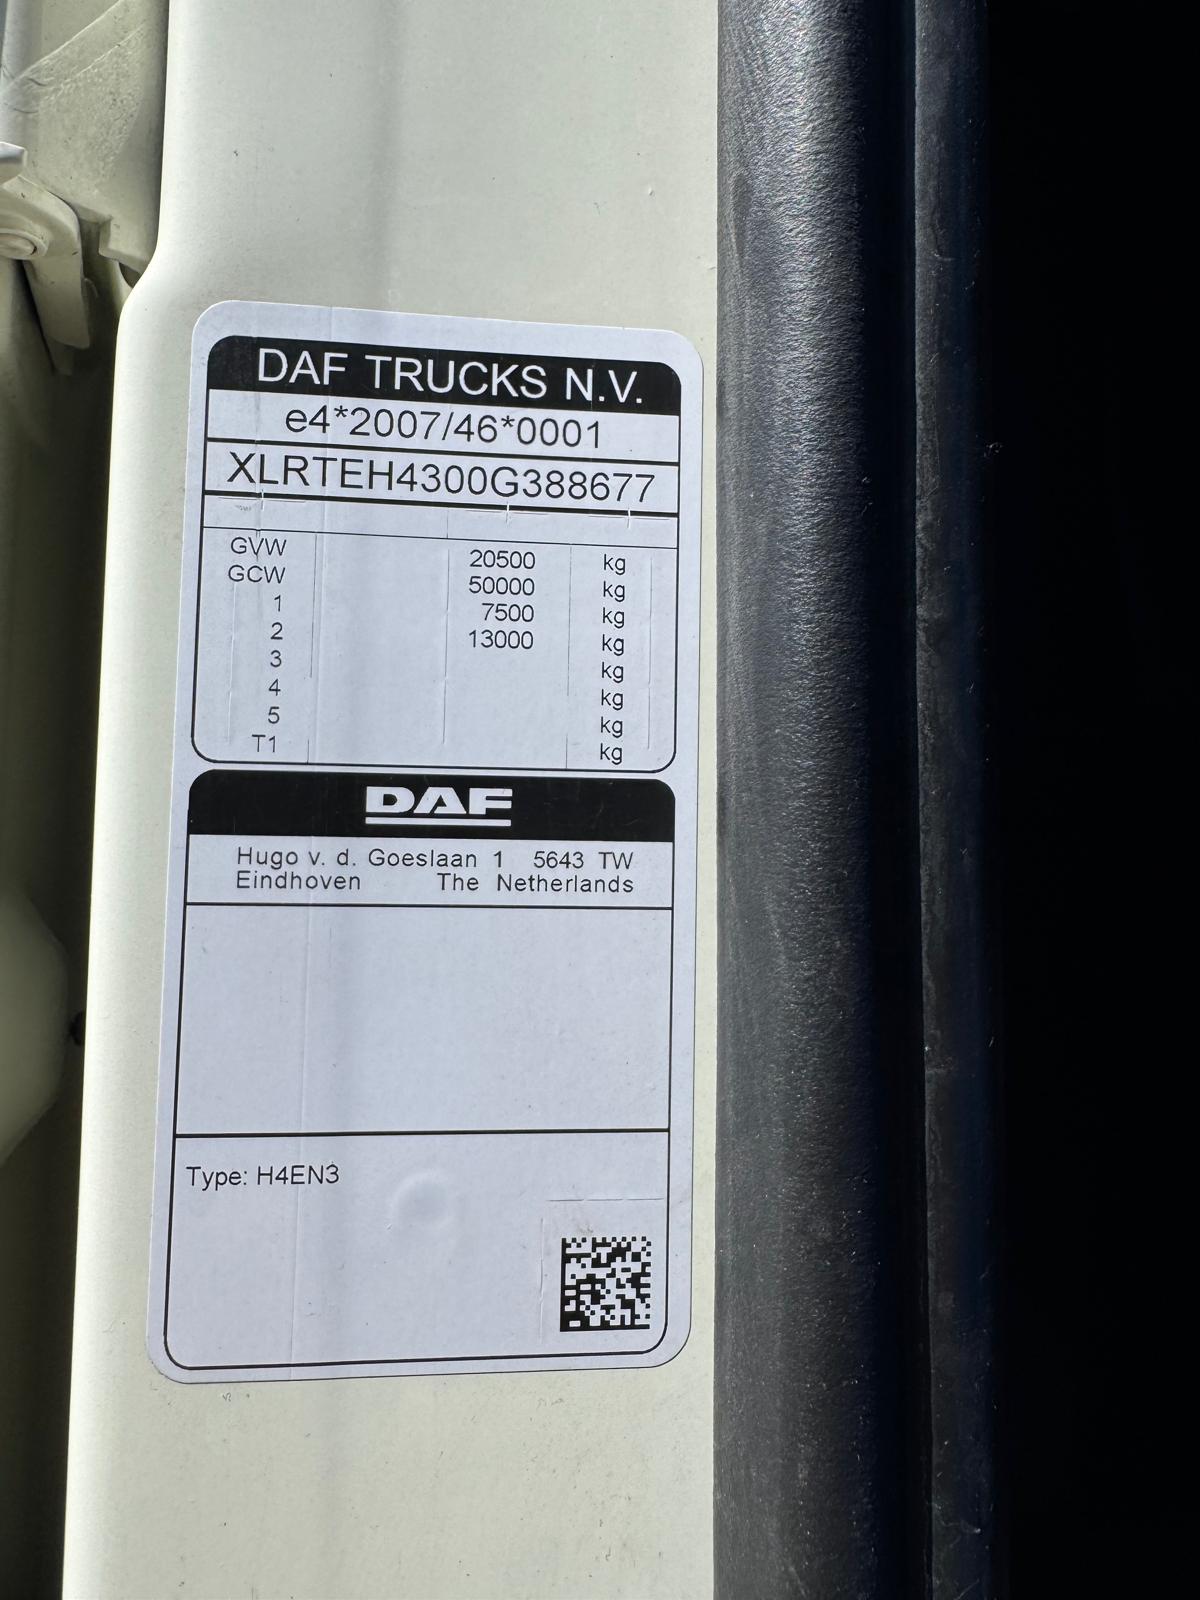 DAF TRUCKS N.V.
e4*2007/46*0001
XLRTEH4300G388677
GVW 20500 kg
GCW 50000 kg
1 7500 kg
2 13000 kg
3 kg
4 kg
5 kg
T1 kg
DAF
Hugo v. d. Goeslaan 1 5643 TW
Eindhoven The Netherlands
Type: H4EN3